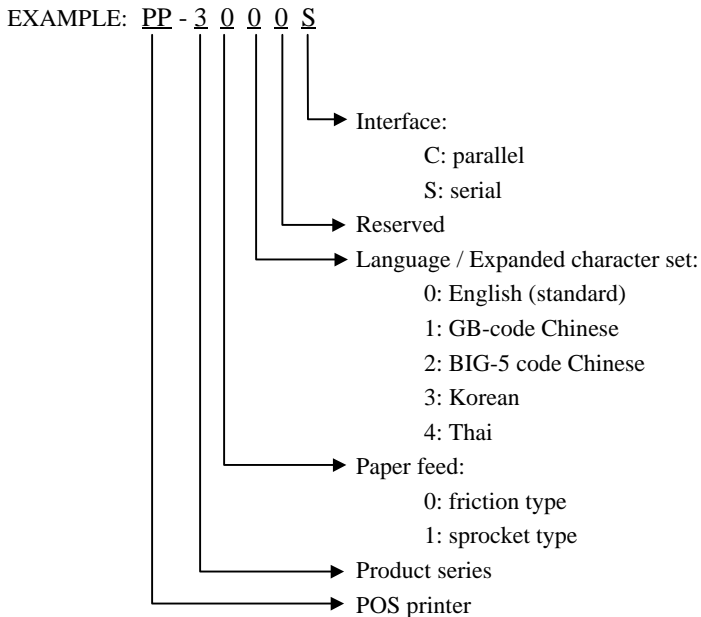 EXAMPLE: PP - 3 0 0 0 S
Interface:
C: parallel
S: serial
Reserved
Language / Expanded character set:
0: English (standard)
1: GB-code Chinese
2: BIG-5 code Chinese
3: Korean
4: Thai
Paper feed:
0: friction type
1: sprocket type
Product series
POS printer